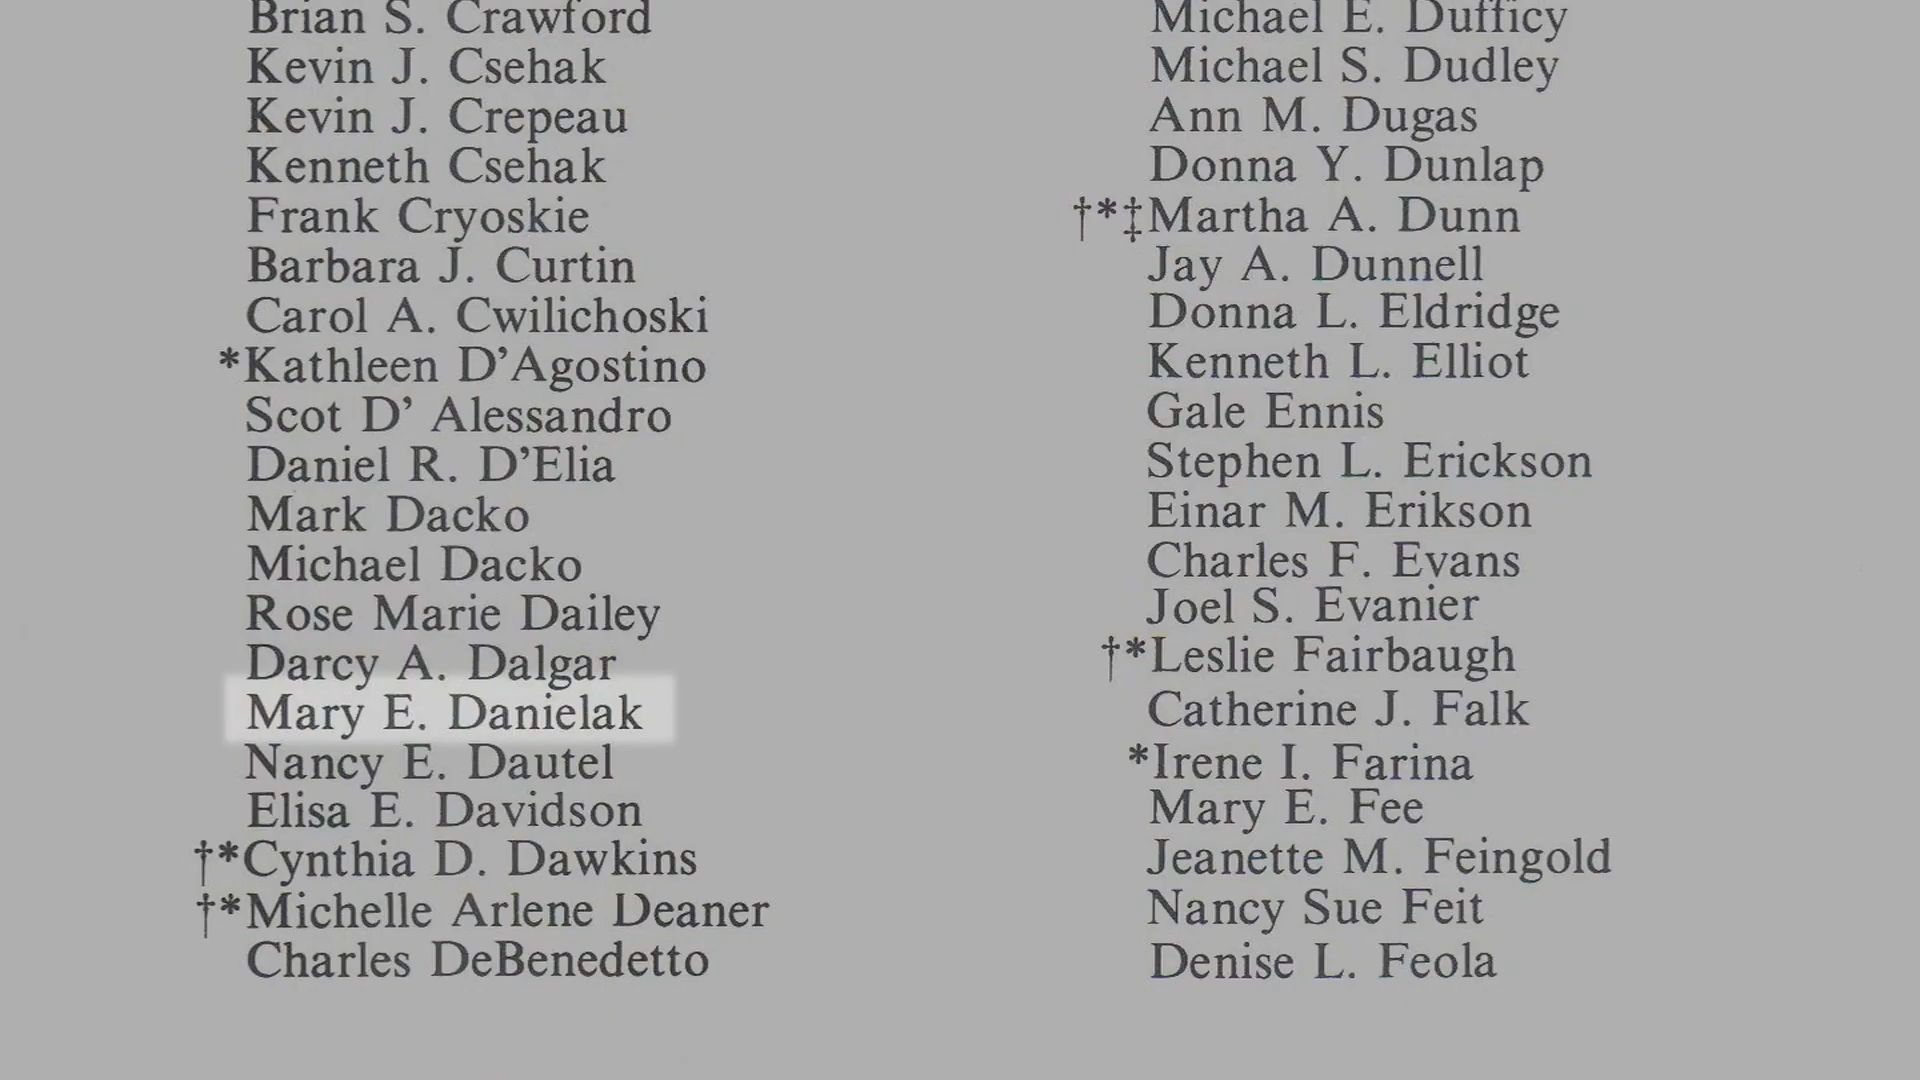 Brian S. Crawford
Kevin J. Csehak
Kevin J. Crepeau
Kenneth Csehak
Frank Cryoskie
Barbara J. Curtin
Carol A. Cwilichoski
*Kathleen D’Agostino
Scot D’ Alessandro
Daniel R. D’Elia
Mark Dacko
Michael Dacko
Rose Marie Dailey
Darcy A. Dalgar
Mary E. Danielak
Nancy E. Dautel
Elisa E. Davidson
†*Cynthia D. Dawkins
†*Michelle Arlene Deaner
Charles DeBenedetto
Michael E. Dufficy
Michael S. Dudley
Ann M. Dugas
Donna Y. Dunlap
†*‡Martha A. Dunn
Jay A. Dunnell
Donna L. Eldridge
Kenneth L. Elliot
Gale Ennis
Stephen L. Erickson
Einar M. Erikson
Charles F. Evans
Joel S. Evanier
†*Leslie Fairbaugh
Catherine J. Falk
*Irene I. Farina
Mary E. Fee
Jeanette M. Feingold
Nancy Sue Feit
Denise L. Feola